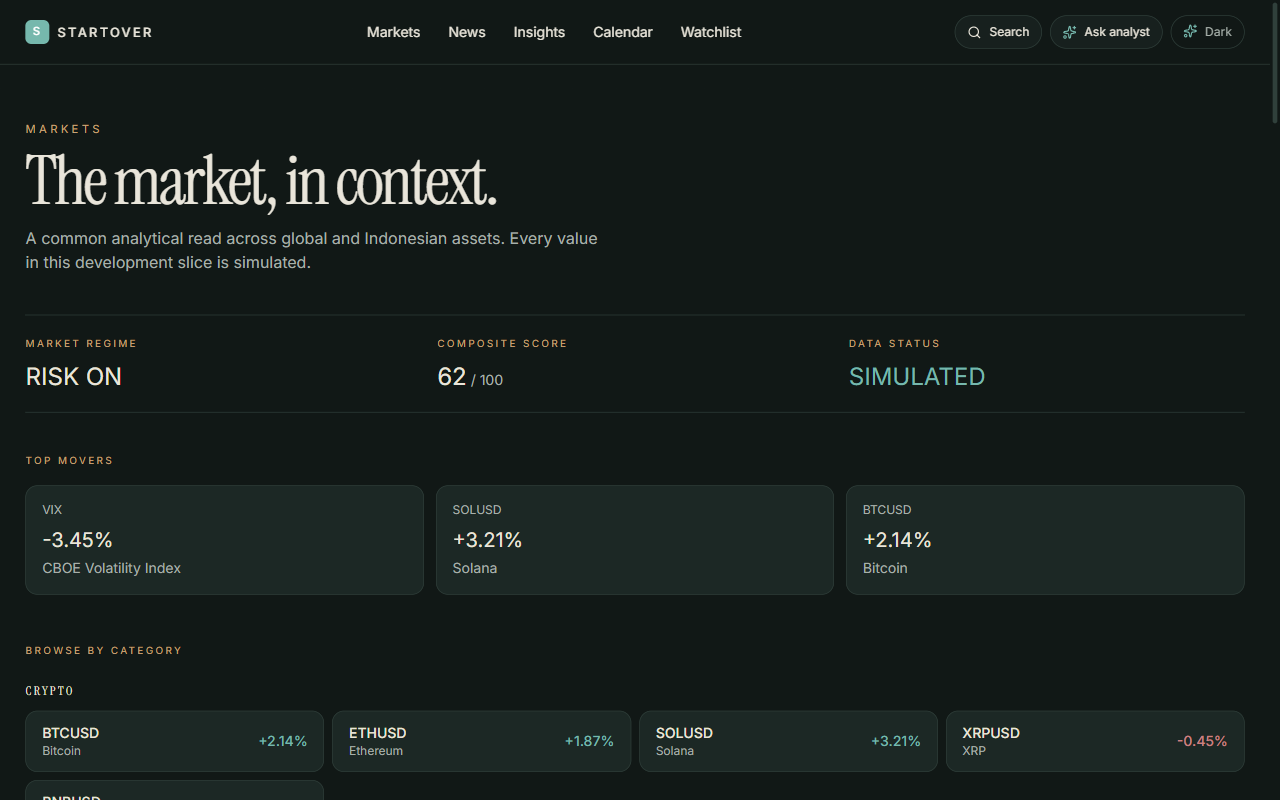 S STARTOVER
Markets News Insights Calendar Watchlist
Search Ask analyst Dark
MARKETS
The market, in context.
A common analytical read across global and Indonesian assets. Every value
in this development slice is simulated.
MARKET REGIME
RISK ON
COMPOSITE SCORE
62 / 100
DATA STATUS
SIMULATED
TOP MOVERS
VIX
-3.45%
CBOE Volatility Index
SOLUSD
+3.21%
Solana
BTCUSD
+2.14%
Bitcoin
BROWSE BY CATEGORY
CRYPTO
BTCUSD
Bitcoin
+2.14%
ETHUSD
Ethereum
+1.87%
SOLUSD
Solana
+3.21%
XRPUSD
XRP
-0.45%